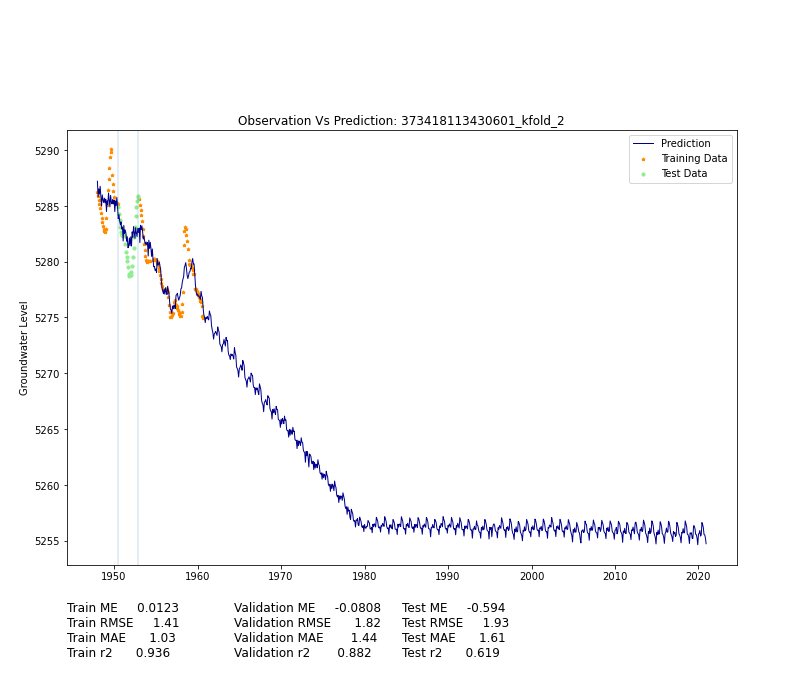 Observation Vs Prediction: 373418113430601_kfold_2
Prediction
Training Data
Test Data
5290
5285
5280
5275
5270
5265
5260
5255
Groundwater Level
1950 1960 1970 1980 1990 2000 2010 2020
Train ME 0.0123 Validation ME -0.0808 Test ME -0.594
Train RMSE 1.41 Validation RMSE 1.82 Test RMSE 1.93
Train MAE 1.03 Validation MAE 1.44 Test MAE 1.61
Train r2 0.936 Validation r2 0.882 Test r2 0.619